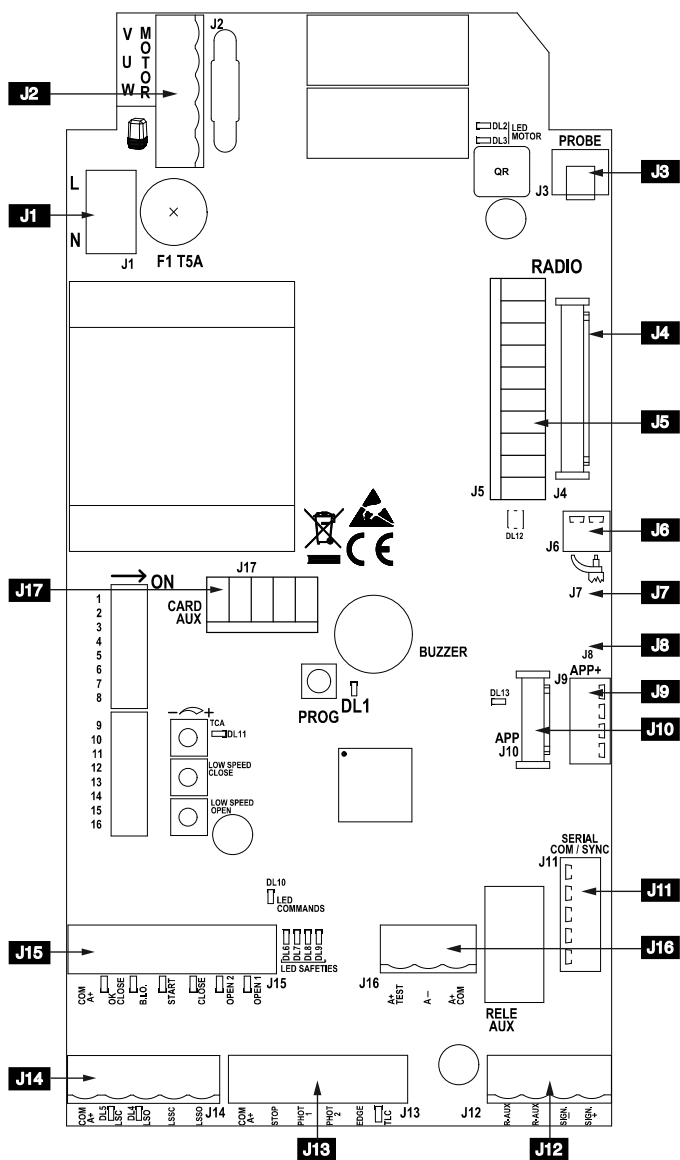 V U W
MOTOR
J2
J2
DL2
DL3
LED
MOTOR
PROBE
QR
J3
J3
L
N
J1
J1
F1 T5A
RADIO
J4
J5
J5
J4
DL12
J6
J6
J7
J7
J8
J8
J17
J17
CARD
AUX
ON
1
2
3
4
5
6
7
8
9
10
11
12
13
14
15
16
CE
BUZZER
PROG
DL1
J9
APP+
J9
DL13
APP
J10
J10
TCA
DL11
LOW SPEED
CLOSE
LOW SPEED
OPEN
SERIAL
COM / SYNC
J11
J11
DL10
LED
COMMANDS
DL6
DL7
DL8
DL9
LED SAFETIES
J15
J15
COM
A+
OK
CLOSE
B.I.O.
START
CLOSE
OPEN 2
OPEN 1
J16
J16
A+
TEST
A –
A+
COM
RELE
AUX
J14
J14
COM
A+
DL5
LSC
DL4
LSO
LSSC
LSSO
COM
A+
STOP
PHOT
1
PHOT
2
EDGE
TLC
J13
J13
J12
R-AUX
R-AUX
SIGN.
–
SIGN.
+
J12